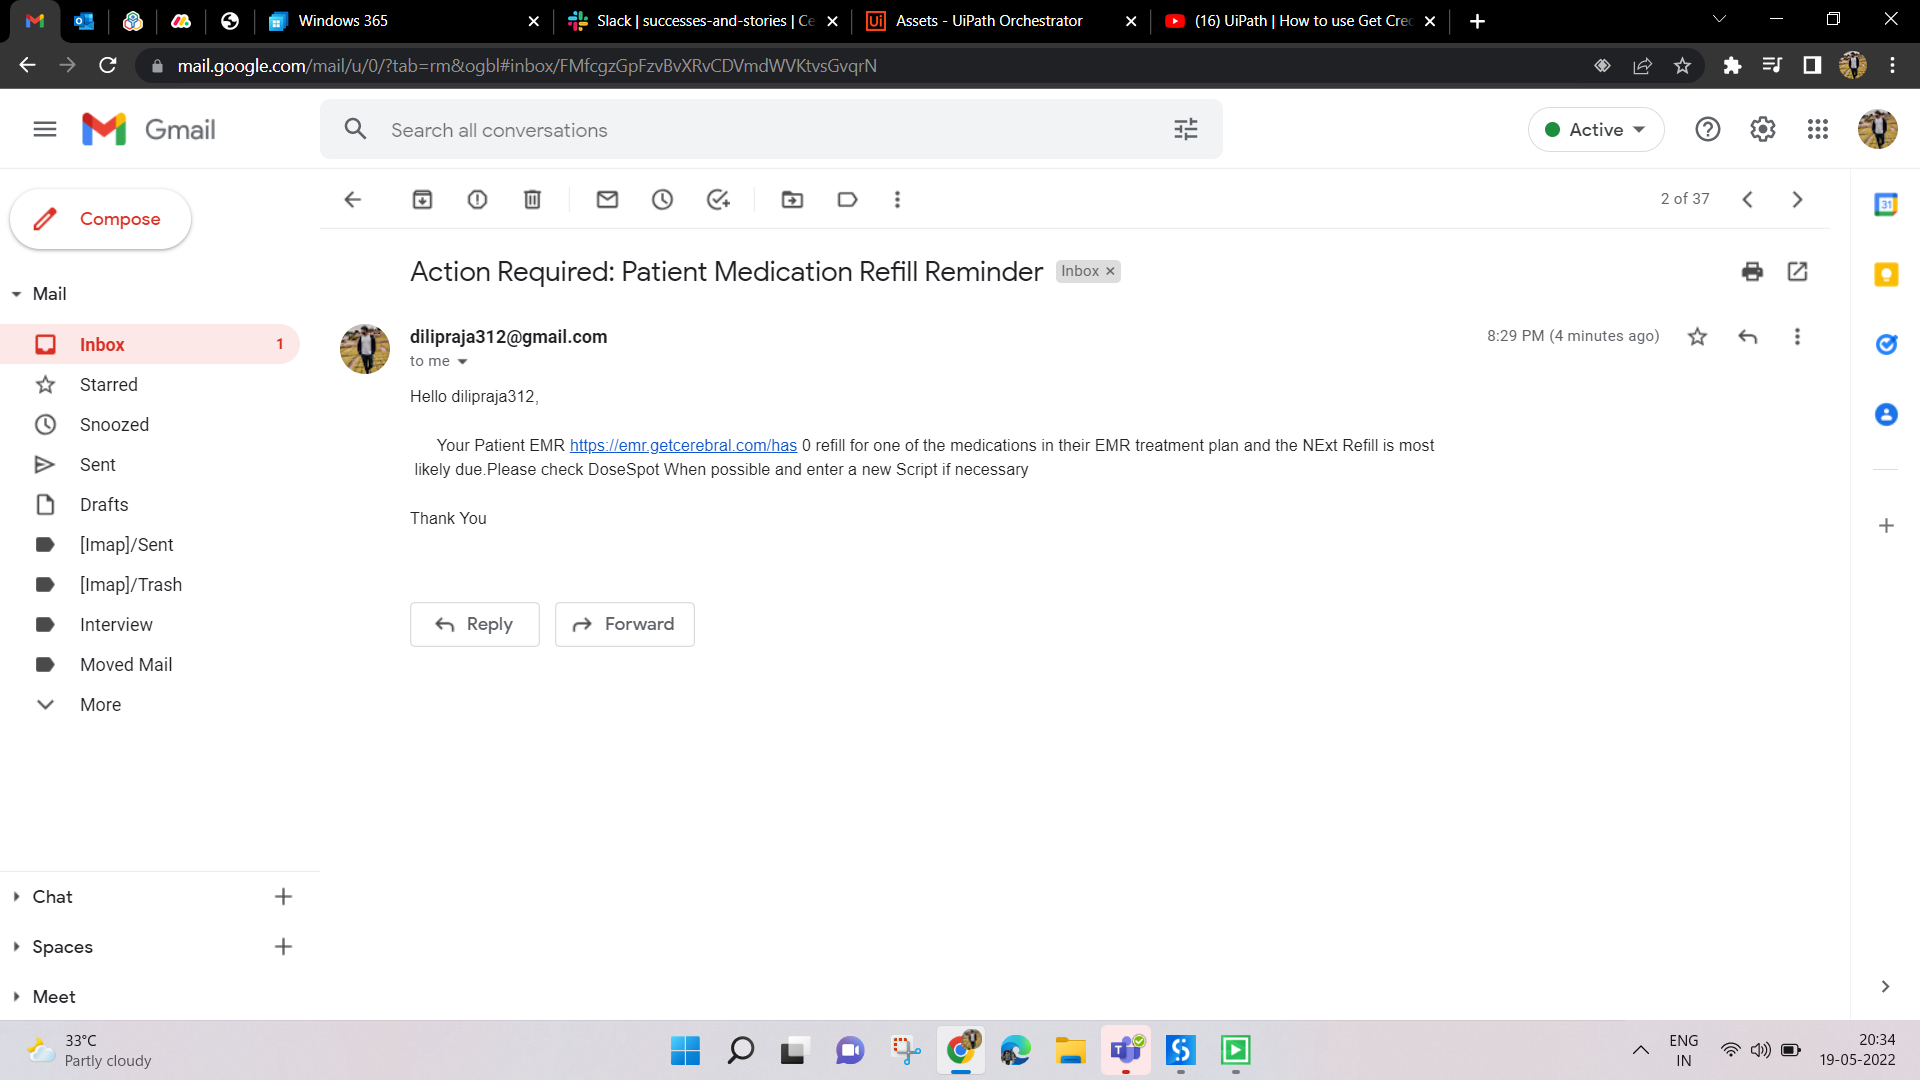 Windows 365
Slack | successes-and-stories | Ce
Assets - UiPath Orchestrator
(16) UiPath | How to use Get Cred
mail.google.com/mail/u/0/?tab=rm&ogbl#inbox/FMfcgzGpFzvBvXRvCDVmdWVKtvsGvqrN
Gmail
Search all conversations
Active
Compose
2 of 37
31
Action Required: Patient Medication Refill Reminder
Inbox ×
Mail
Inbox 1
Starred
Snoozed
Sent
Drafts
[Imap]/Sent
[Imap]/Trash
Interview
Moved Mail
More
dilipraja312@gmail.com
8:29 PM (4 minutes ago)
to me
Hello dilipraja312,
Your Patient EMR https://emr.getcerebral.com/has 0 refill for one of the medications in their EMR treatment plan and the NExt Refill is most
likely due.Please check DoseSpot When possible and enter a new Script if necessary
Thank You
Reply
Forward
Chat
Spaces
Meet
33°C
Partly cloudy
ENG
IN
20:34
19-05-2022